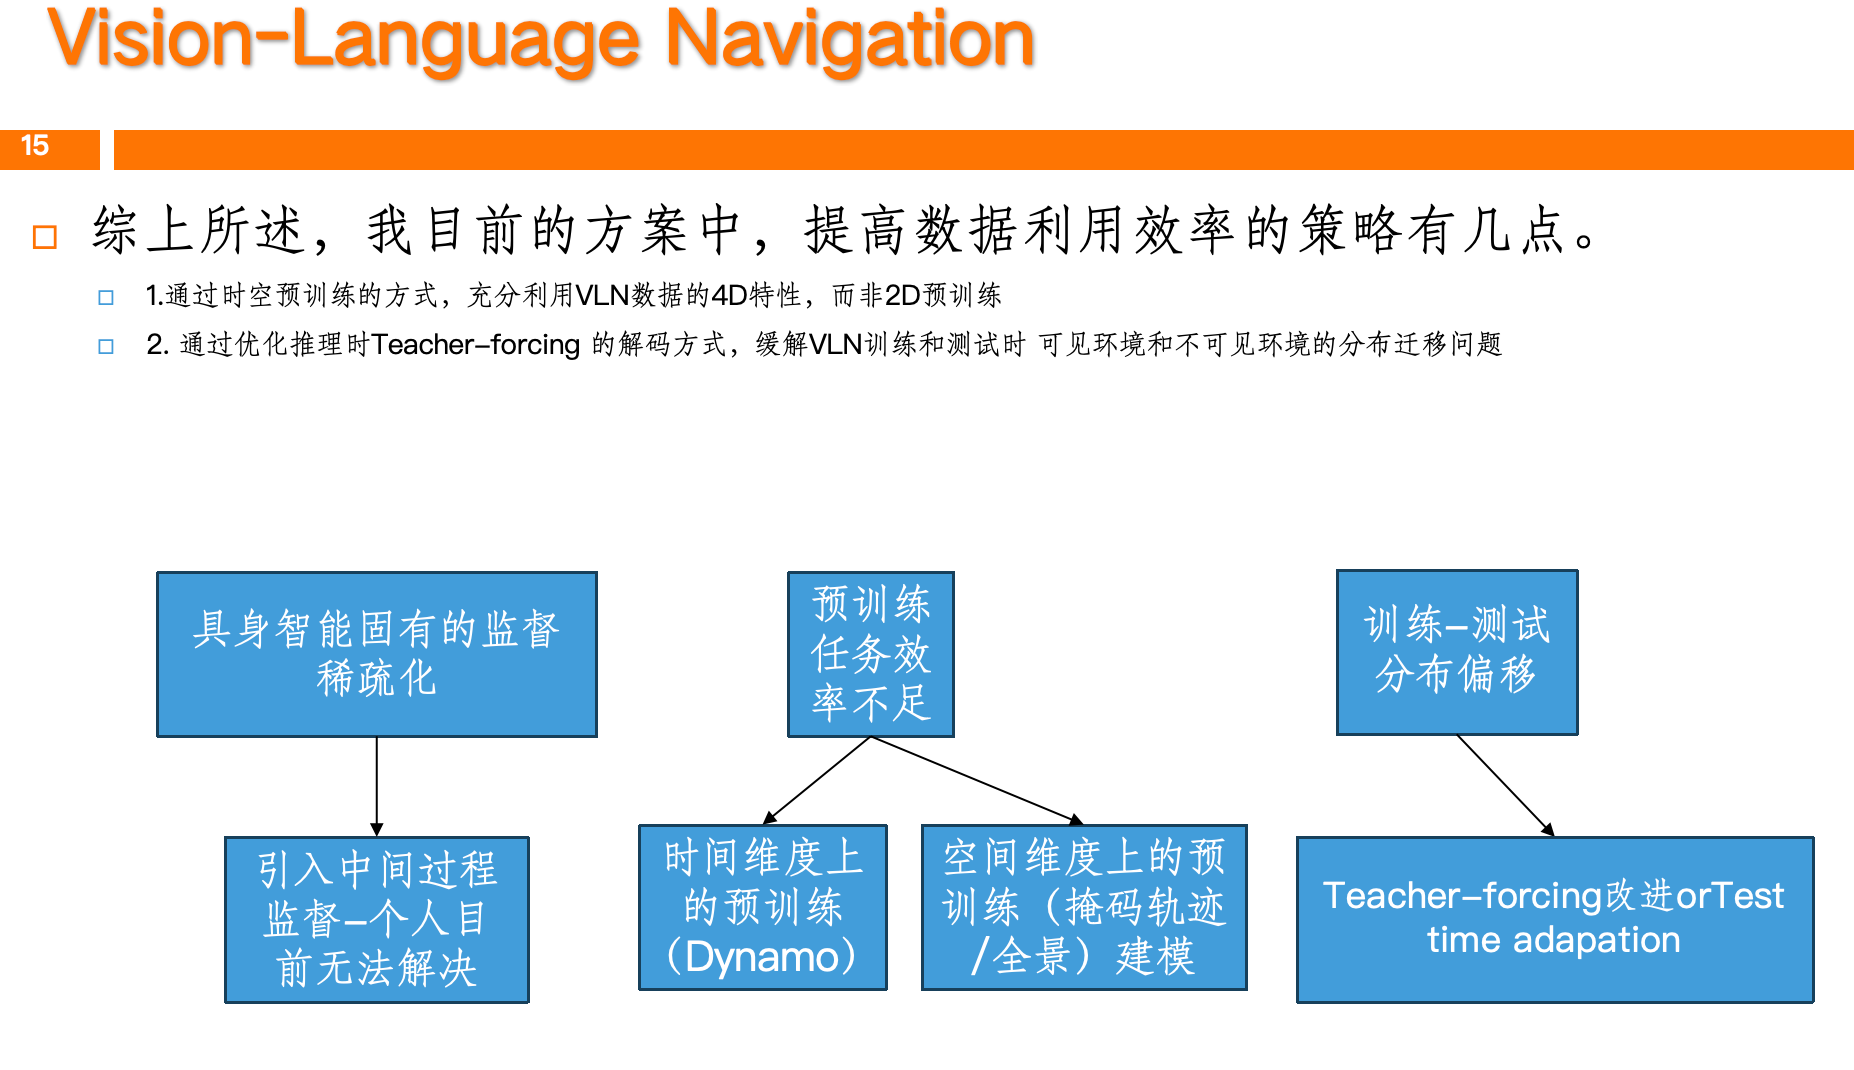 Vision-Language Navigation
15
综上所述，我目前的方案中，提高数据利用效率的策略有几点。
1.通过时空预训练的方式，充分利用VLN数据的4D特性，而非2D预训练
2. 通过优化推理时Teacher-forcing 的解码方式，缓解VLN训练和测试时 可见环境和不可见环境的分布迁移问题
具身智能固有的监督
稀疏化
预训练
任务效
率不足
训练-测试
分布偏移
引入中间过程
监督-个人目
前无法解决
时间维度上
的预训练
（Dynamo）
空间维度上的预
训练（掩码轨迹
/全景）建模
Teacher-forcing改进orTest
time adapation